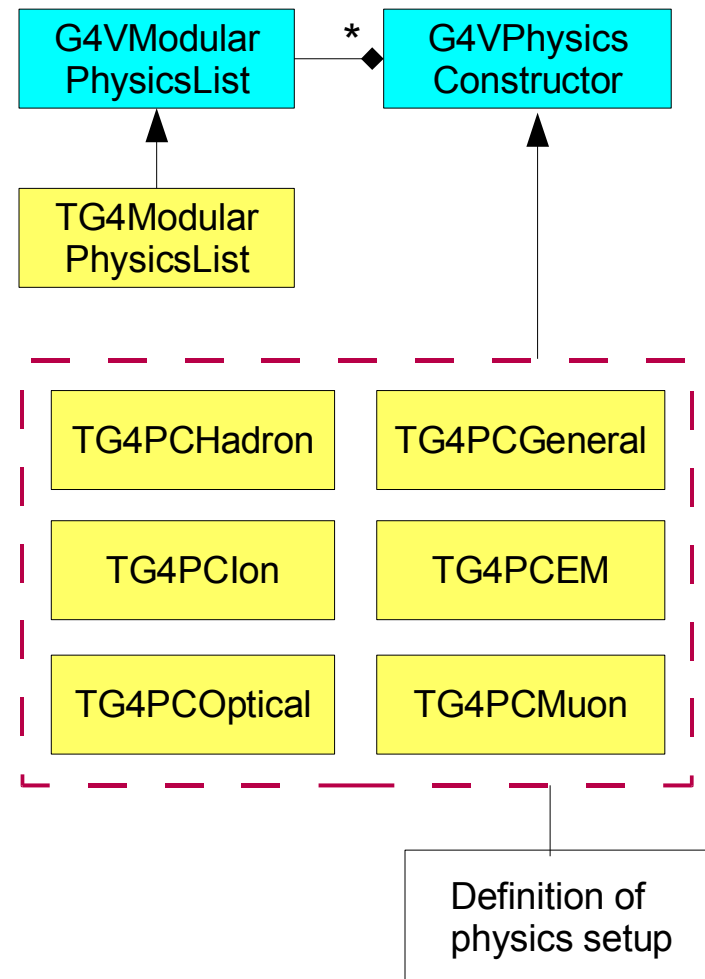 G4VModular
PhysicsList
*
G4VPhysics
Constructor
TG4Modular
PhysicsList
TG4PCHadron
TG4PCGeneral
TG4PCIon
TG4PCEM
TG4PCOptical
TG4PCMuon
Definition of
physics setup